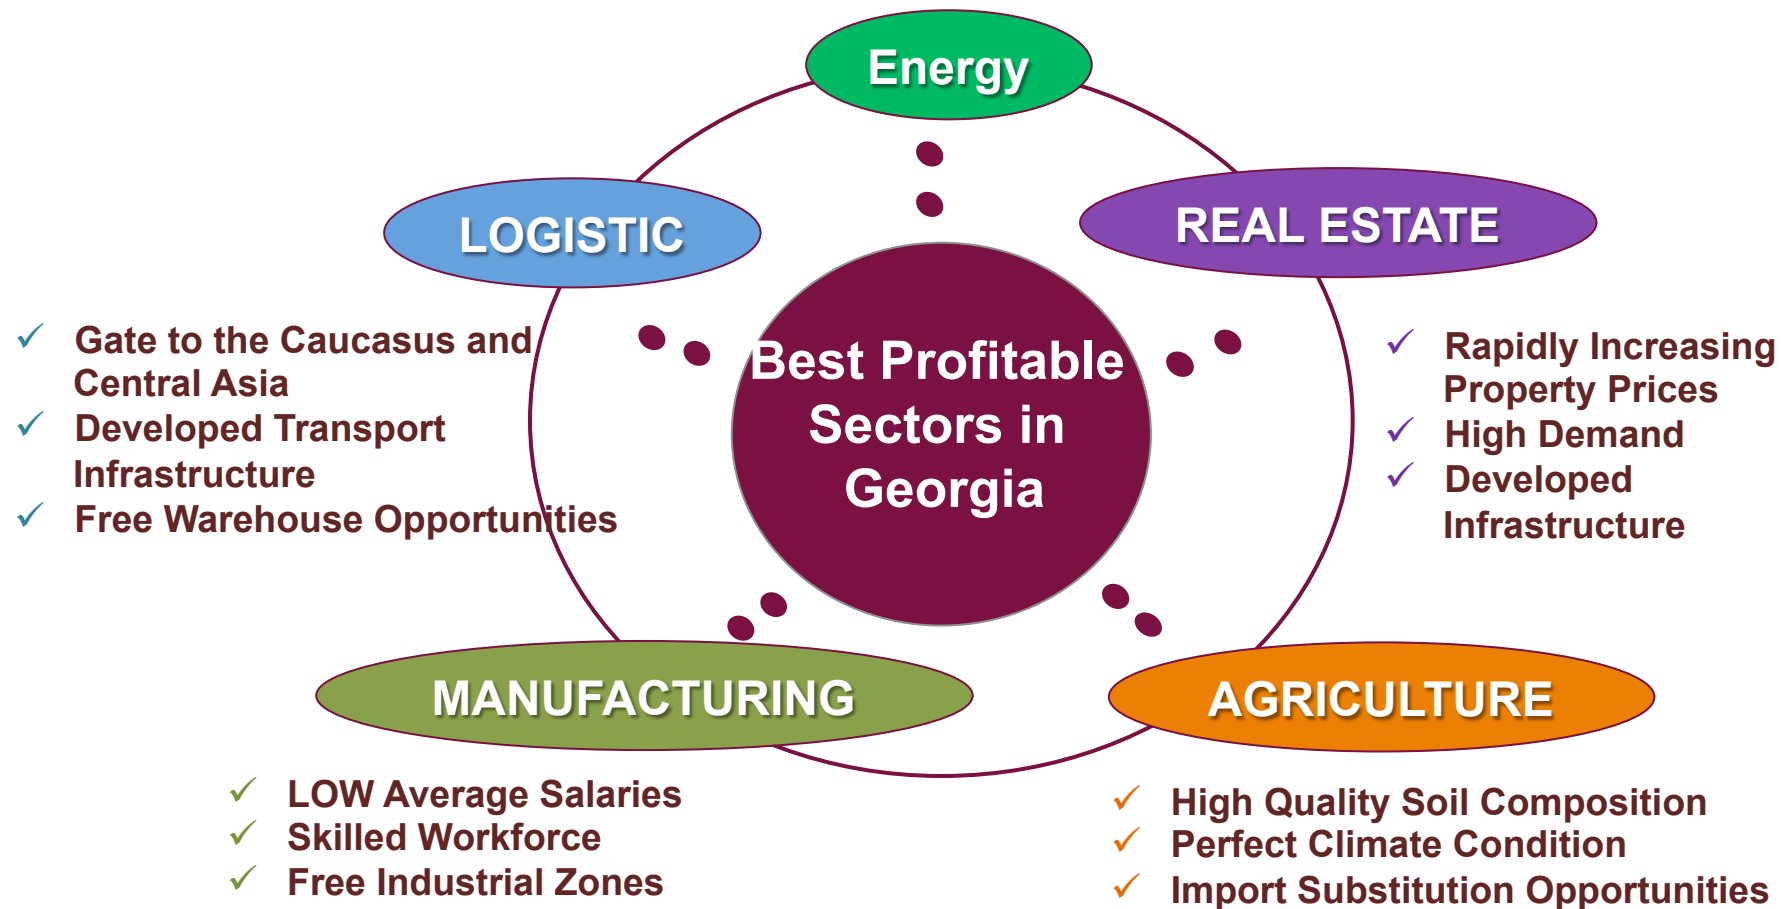 Energy
LOGISTIC
REAL ESTATE
Best Profitable
Sectors in
Georgia
Gate to the Caucasus and
Central Asia
Developed Transport
Infrastructure
Free Warehouse Opportunities
Rapidly Increasing
Property Prices
High Demand
Developed
Infrastructure
MANUFACTURING
LOW Average Salaries
Skilled Workforce
Free Industrial Zones
AGRICULTURE
High Quality Soil Composition
Perfect Climate Condition
Import Substitution Opportunities